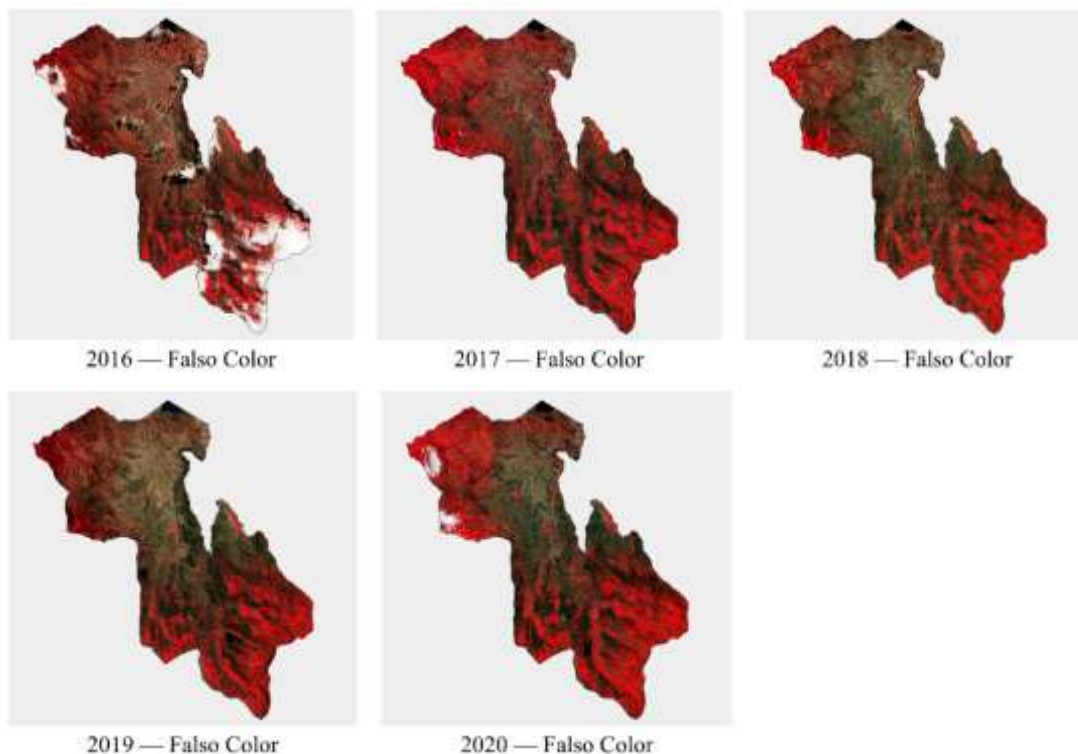 2016 — Falso Color
2017 — Falso Color
2018 — Falso Color
2019 — Falso Color
2020 — Falso Color